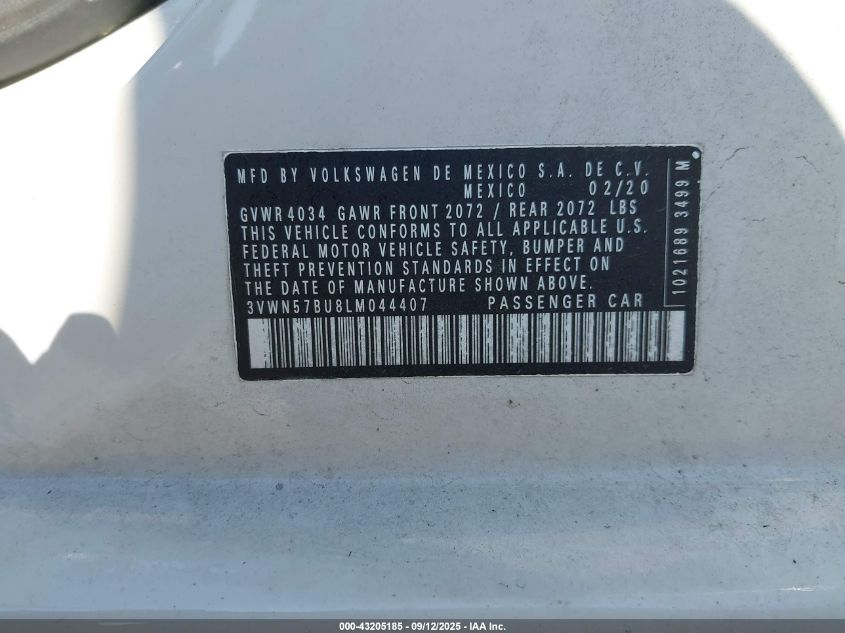 MFD BY VOLKSWAGEN DE MEXICO S.A. DE C.V.
MEXICO 02/20
GVWR 4034 GAWR FRONT 2072 / REAR 2072 LBS
THIS VEHICLE CONFORMS TO ALL APPLICABLE U.S.
FEDERAL MOTOR VEHICLE SAFETY, BUMPER AND
THEFT PREVENTION STANDARDS IN EFFECT ON
THE DATE OF MANUFACTURE SHOWN ABOVE.
3VWN57BU8LM044407 PASSENGER CAR
1021689 3499 M
000-43205185 - 09/12/2025 - IAA Inc.